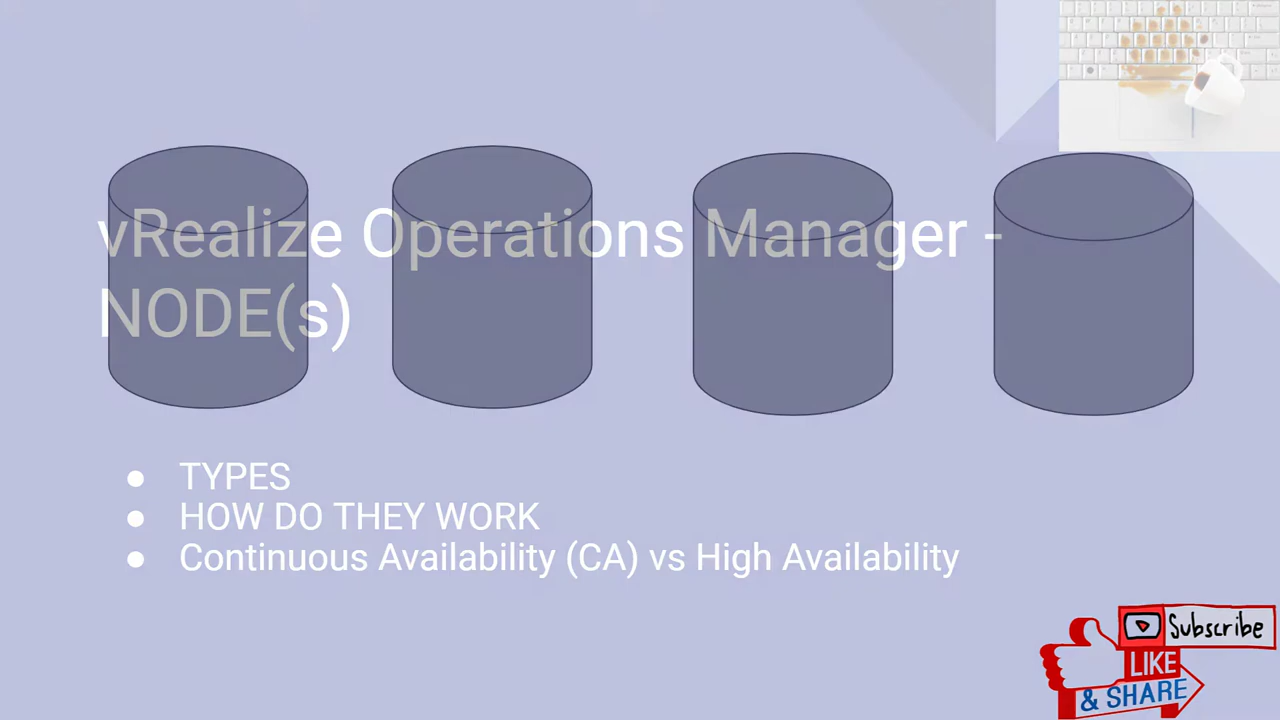 vRealize Operations Manager -
NODE(s)
● TYPES
● HOW DO THEY WORK
● Continuous Availability (CA) vs High Availability
Subscribe
LIKE
& SHARE